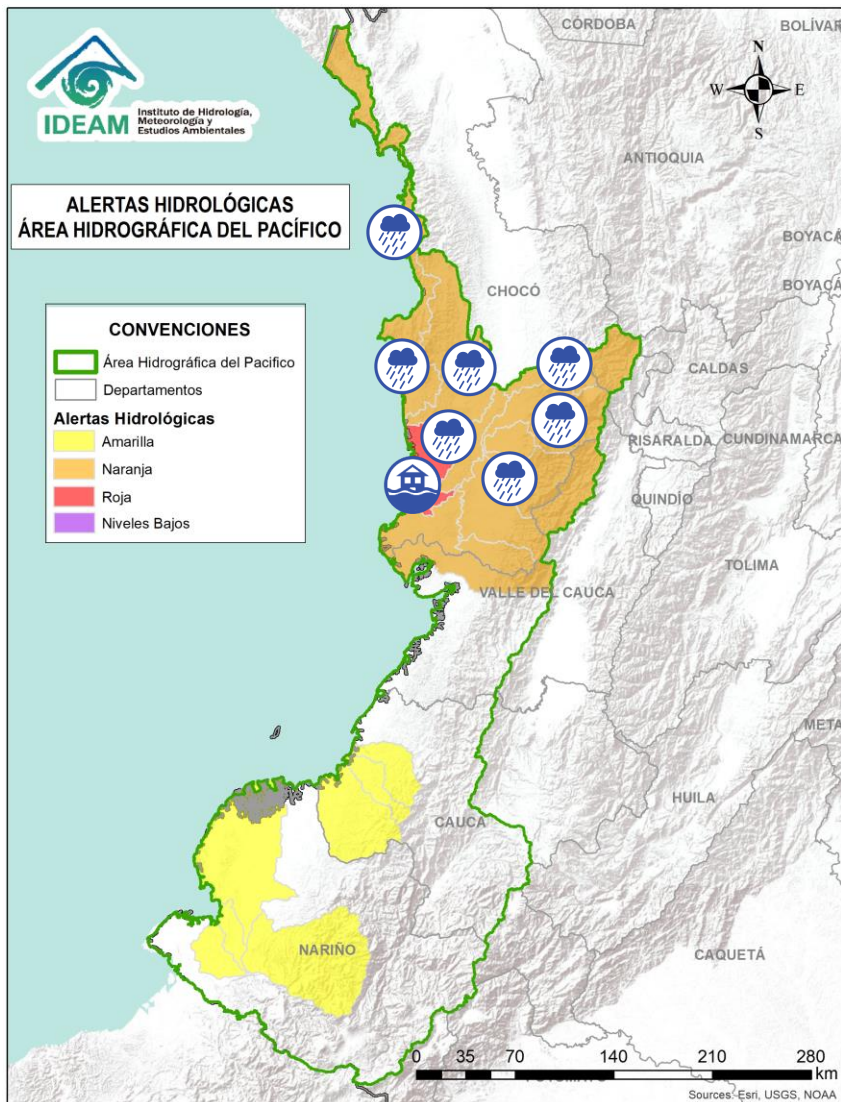 CÓRDOBA
BOLÍVAR
N
W E
S
IDEAM
Instituto de Hidrología,
Meteorología y
Estudios Ambientales
ANTIOQUIA
ALERTAS HIDROLÓGICAS
ÁREA HIDROGRÁFICA DEL PACÍFICO
BOYACÁ
BOYACÁ
CHOCÓ
CONVENCIONES
Área Hidrográfica del Pacifico
Departamentos
Alertas Hidrológicas
Amarilla
Naranja
Roja
Niveles Bajos
CALDAS
RISARALDA
CUNDINAMARCA
QUINDÍO
TOLIMA
VALLE DEL CAUCA
META
HUILA
CAUCA
NARIÑO
CAQUETÁ
0 35 70 140 210 280
km
Sources: Esri, USGS, NOAA